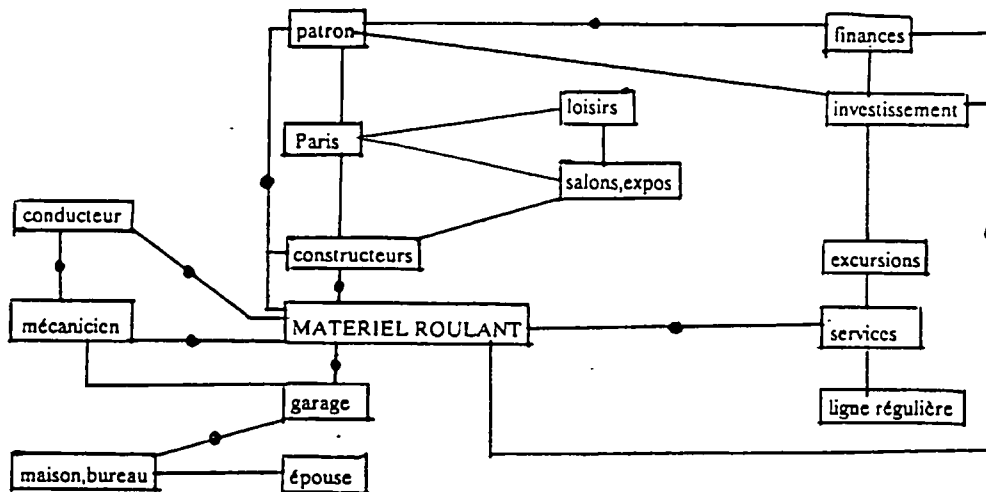 patron
finances
loisirs
investissement
Paris
salons,expos
conducteur
constructeurs
excursions
mécanicien
MATERIEL ROULANT
services
garage
ligne régulière
maison,bureau
épouse